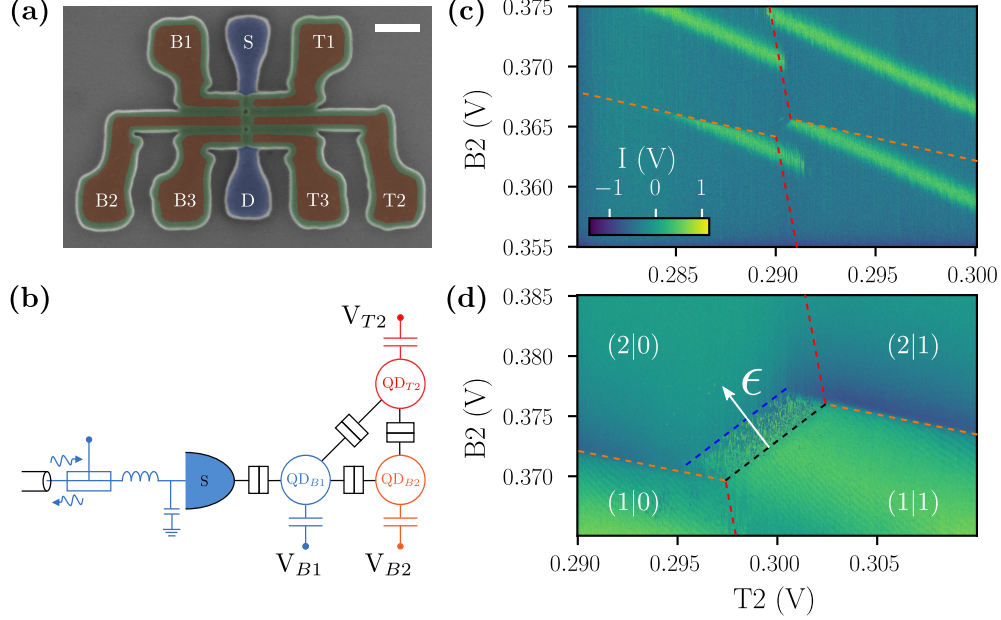 (a)
B1
S
T1
B2
B3
D
T3
T2
(b)
V_{T2}
QD_{T2}
S
QD_{B1}
QD_{B2}
V_{B1}
V_{B2}
(c)
B2 (V)
0.375
0.370
0.365
0.360
0.355
I (V)
−1 0 1
0.285 0.290 0.295 0.300
(d)
B2 (V)
0.385
0.380
0.375
0.370
(2|0)
(2|1)
ϵ
(1|0)
(1|1)
0.290 0.295 0.300 0.305
T2 (V)